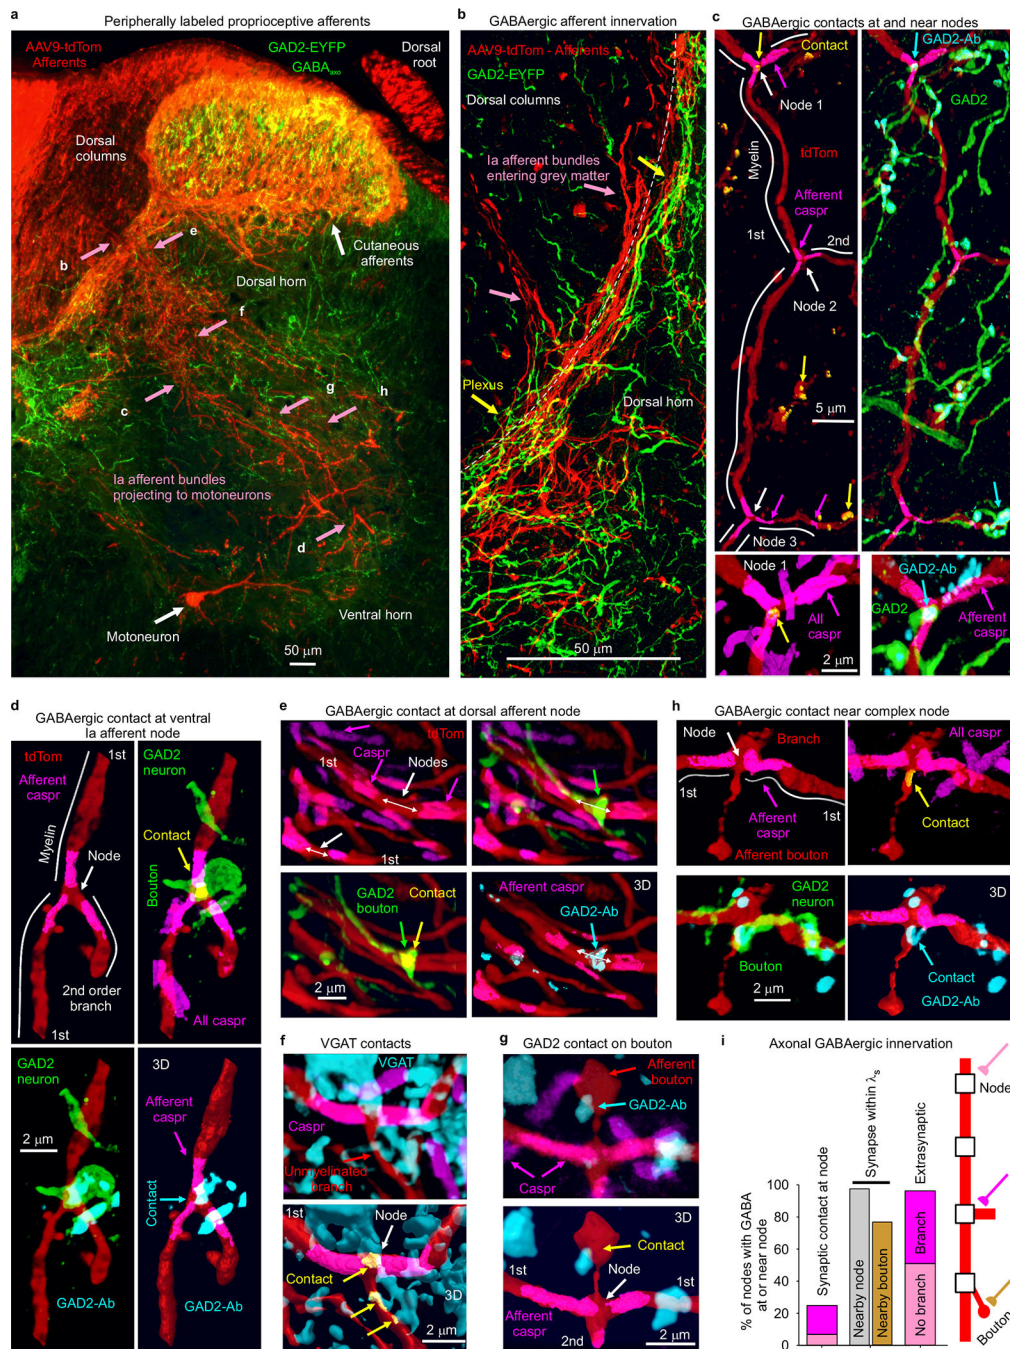 a
Peripherally labeled proprioceptive afferents
AAV9-tdTom
Afferents
GAD2-EYFP
GABAaxo
Dorsal
root
Dorsal
columns
b
e
Cutaneous
afferents
Dorsal horn
f
c
g
h
Ia afferent bundles
projecting to motoneurons
d
Motoneuron
Ventral horn
50 µm
b
GABAergic afferent innervation
AAV9-tdTom - Afferents
GAD2-EYFP
Dorsal columns
Ia afferent bundles
entering grey matter
Plexus
Dorsal horn
50 µm
c
GABAergic contacts at and near nodes
Contact
GAD2-Ab
Node 1
GAD2
Myelin
tdTom
Afferent
caspr
1st
2nd
Node 2
5 µm
Node 3
Node 1
All
caspr
2 µm
GAD2-Ab
GAD2
Afferent
caspr
d
GABAergic contact at ventral
Ia afferent node
tdTom
1st
Afferent
caspr
Myelin
Node
2nd order
branch
1st
GAD2
neuron
Contact
Bouton
All caspr
GAD2
neuron
2 µm
GAD2-Ab
3D
Afferent
caspr
Contact
e
GABAergic contact at dorsal afferent node
tdTom
Caspr
1st
Nodes
1st
GAD2
bouton
Contact
2 µm
Afferent caspr
3D
GAD2-Ab
f
VGAT contacts
VGAT
Caspr
Unmyelinated
branch
1st
Node
Contact
3D
2 µm
g
GAD2 contact on bouton
Afferent
bouton
GAD2-Ab
Caspr
3D
Contact
Node
1st
1st
Afferent
caspr
2nd
2 µm
h
GABAergic contact near complex node
Node
Branch
1st
Afferent
caspr
1st
Afferent bouton
All caspr
Contact
GAD2
neuron
Bouton
2 µm
3D
Contact
GAD2-Ab
i
Axonal GABAergic innervation
% of nodes with GABA
at or near node
100
80
60
40
20
0
Synaptic contact at node
Synapse within λs
Extrasynaptic
Nearby node
Nearby bouton
Branch
No branch
Node
Bouton